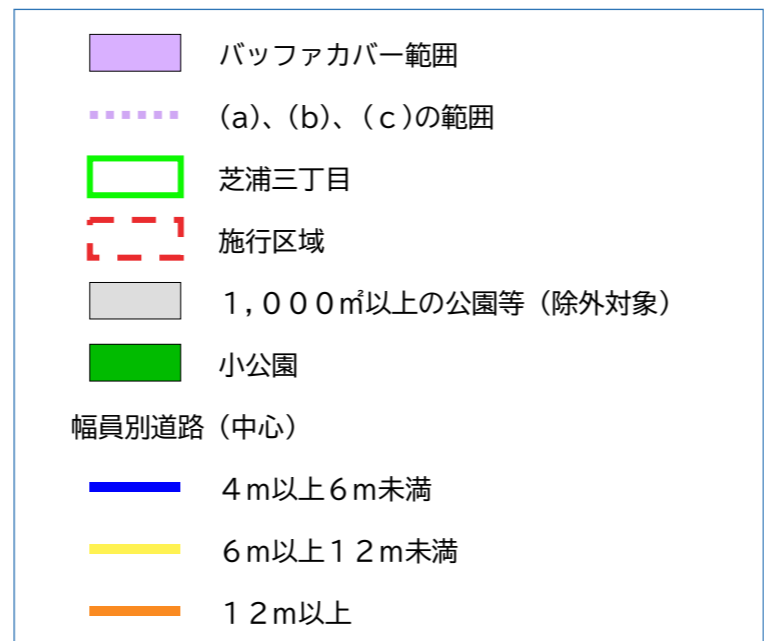 バッファカバー範囲
(a)、(b)、(ｃ)の範囲
芝浦三丁目
施行区域
１,０００㎡以上の公園等（除外対象）
小公園
幅員別道路（中心）
４ｍ以上６ｍ未満
６ｍ以上１２ｍ未満
１２ｍ以上